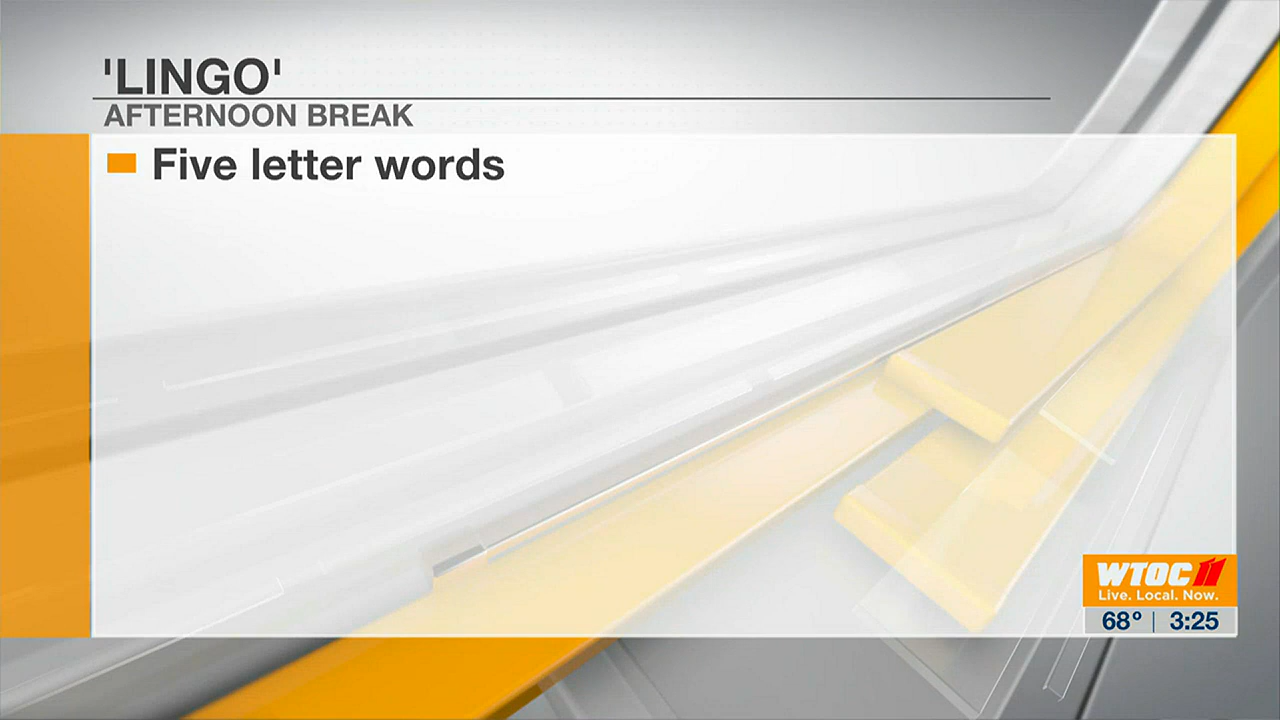 'LINGO'
AFTERNOON BREAK
Five letter words
WTOC 11
Live. Local. Now.
68° | 3:25